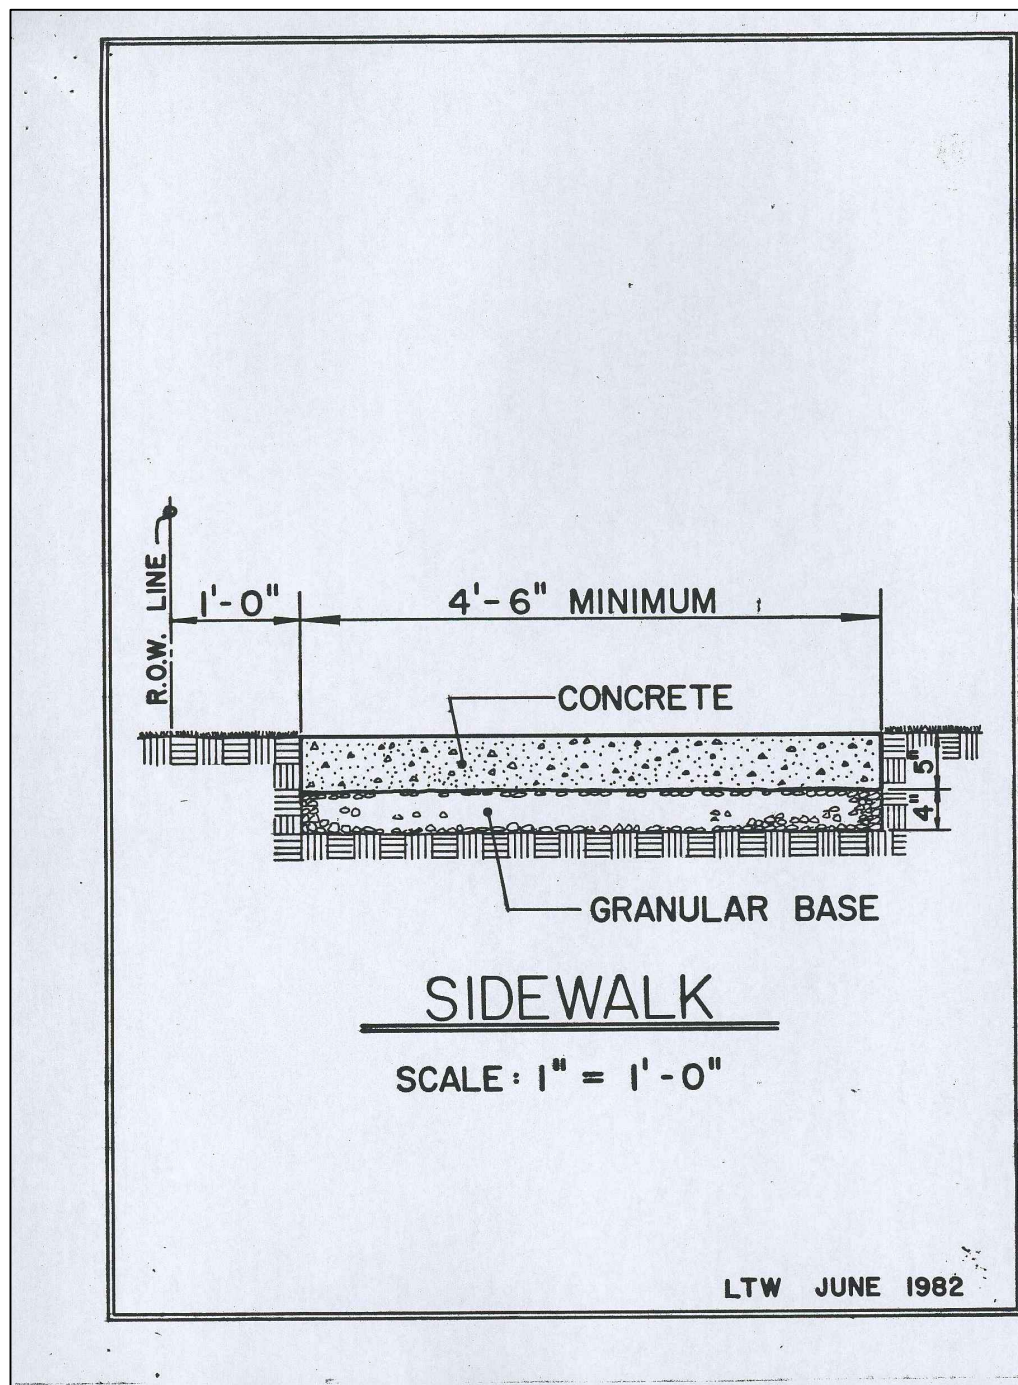 R.O.W. LINE
1'-0"
4'-6" MINIMUM
CONCRETE
5"
4"
GRANULAR BASE
SIDEWALK
SCALE: 1" = 1'-0"
LTW JUNE 1982